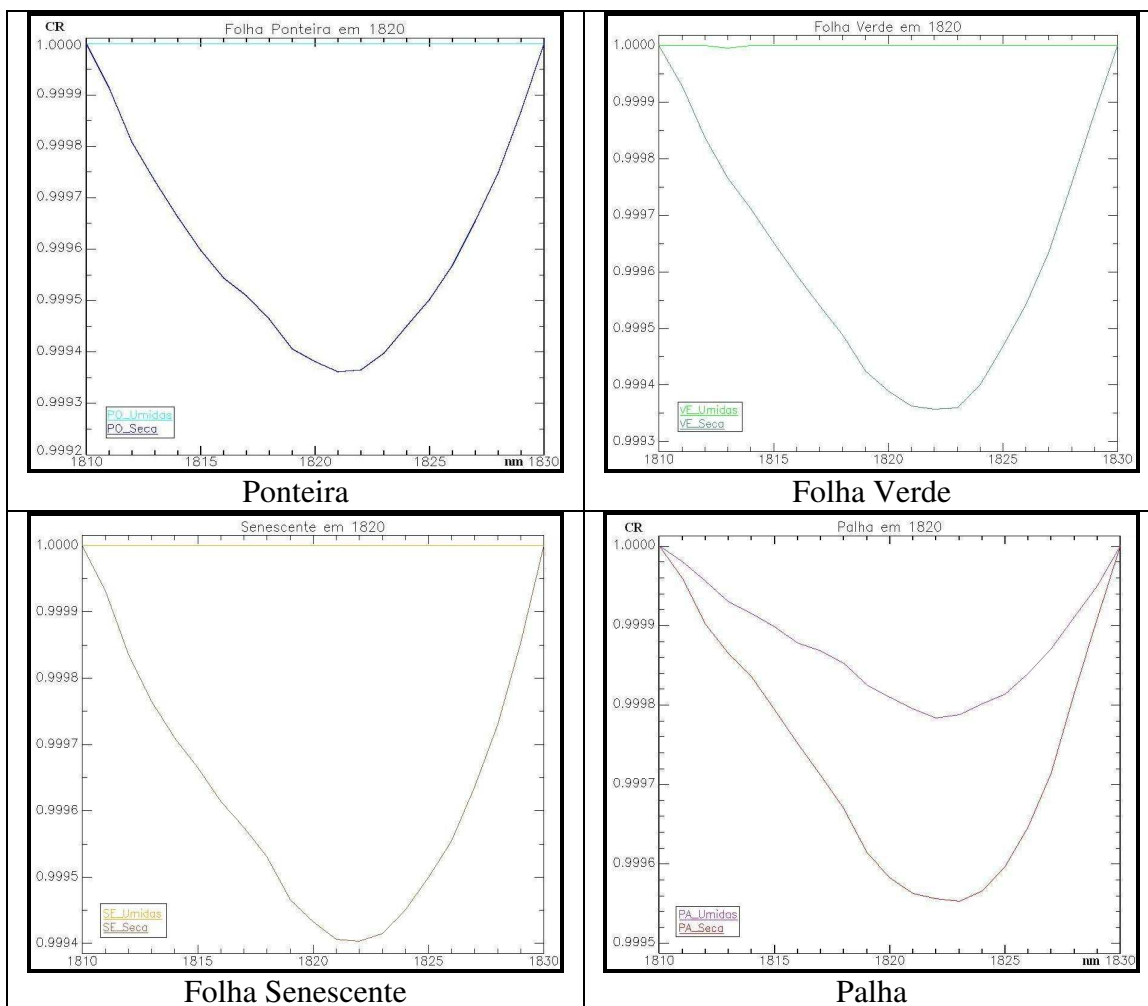 CR
Folha Ponteira em 1820
1.0000
0.9999
0.9998
0.9997
0.9996
0.9995
0.9994
0.9993
0.9992
PO_Umidas
PO_Seca
1810 1815 1820 1825 nm 1830
Ponteira
Folha Verde em 1820
1.0000
0.9999
0.9998
0.9997
0.9996
0.9995
0.9994
0.9993
VE_Umidas
VE_Seca
1810 1815 1820 1825 1830
Folha Verde
Senescente em 1820
1.0000
0.9999
0.9998
0.9997
0.9996
0.9995
0.9994
SE_Umidas
SE_Seca
1810 1815 1820 1825 1830
Folha Senescente
CR
Palha em 1820
1.0000
0.9999
0.9998
0.9997
0.9996
0.9995
PA_Umidas
PA_Seca
1810 1815 1820 1825 nm 1830
Palha